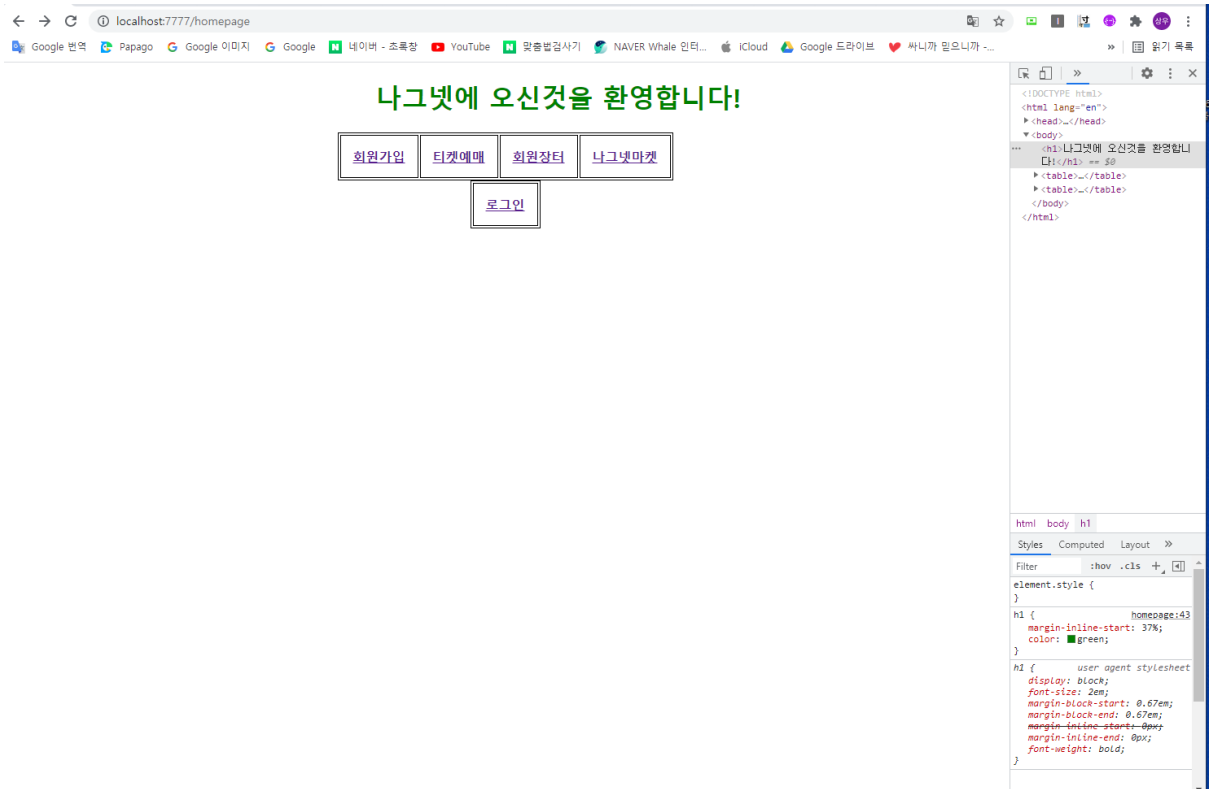 localhost:7777/homepage
상우
Google 번역 Papago Google 이미지 Google 네이버 - 초록창 YouTube 맞춤법검사기 NAVER Whale 인터... iCloud Google 드라이브 싸니까 믿으니까 -... » 읽기 목록
나그넷에 오신것을 환영합니다!
회원가입 티켓예매 회원장터 나그넷마켓
로그인
<!DOCTYPE html>
<html lang="en">
<head>…</head>
<body>
<h1>나그넷에 오신것을 환영합니
다!</h1> == $0
<table>…</table>
<table>…</table>
</body>
</html>
html body h1
Styles Computed Layout »
Filter :hov .cls +
element.style {
}
h1 { homepage:43
margin-inline-start: 37%;
color: green;
}
h1 { user agent stylesheet
display: block;
font-size: 2em;
margin-block-start: 0.67em;
margin-block-end: 0.67em;
margin-inline-start: 0px;
margin-inline-end: 0px;
font-weight: bold;
}